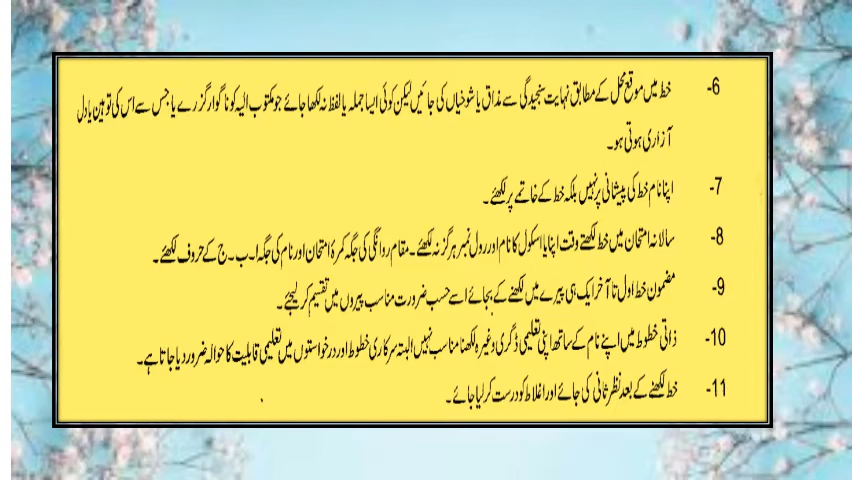 6- خط میں موقع محل کے مطابق نہایت سنجیدگی سے مذاق یا شوخیاں کی جائیں لیکن کوئی ایسا جملہ یا لفظ نہ لکھا جائے جو مکتوب الیہ کو ناگوار گزرے یا جس سے اس کی توہین یا دل
آزاری ہوتی ہو۔
7- اپنا نام خط کی پیشانی پر نہیں بلکہ خط کے خاتمے پر لکھئے۔
8- سالانہ امتحان میں خط لکھتے وقت اپنا یا اسکول کا نام اور رول نمبر ہرگز نہ لکھئے۔ مقام روانگی کی جگہ کمرۂ امتحان اور نام کی جگہ ا۔ ب۔ ج کے حروف لکھئے۔
9- مضمون خط اول تا آخر ایک ہی پیرے میں لکھنے کے بجائے اسے حسب ضرورت مناسب پیروں میں تقسیم کر لیجئے۔
10- ذاتی خطوط میں اپنے نام کے ساتھ اپنی تعلیمی ڈگری وغیرہ لکھنا مناسب نہیں البتہ سرکاری خطوط اور درخواستوں میں تعلیمی قابلیت کا حوالہ ضرور دیا جاتا ہے۔
11- خط لکھنے کے بعد نظر ثانی کی جائے اور اغلاط کو درست کر لیا جائے۔